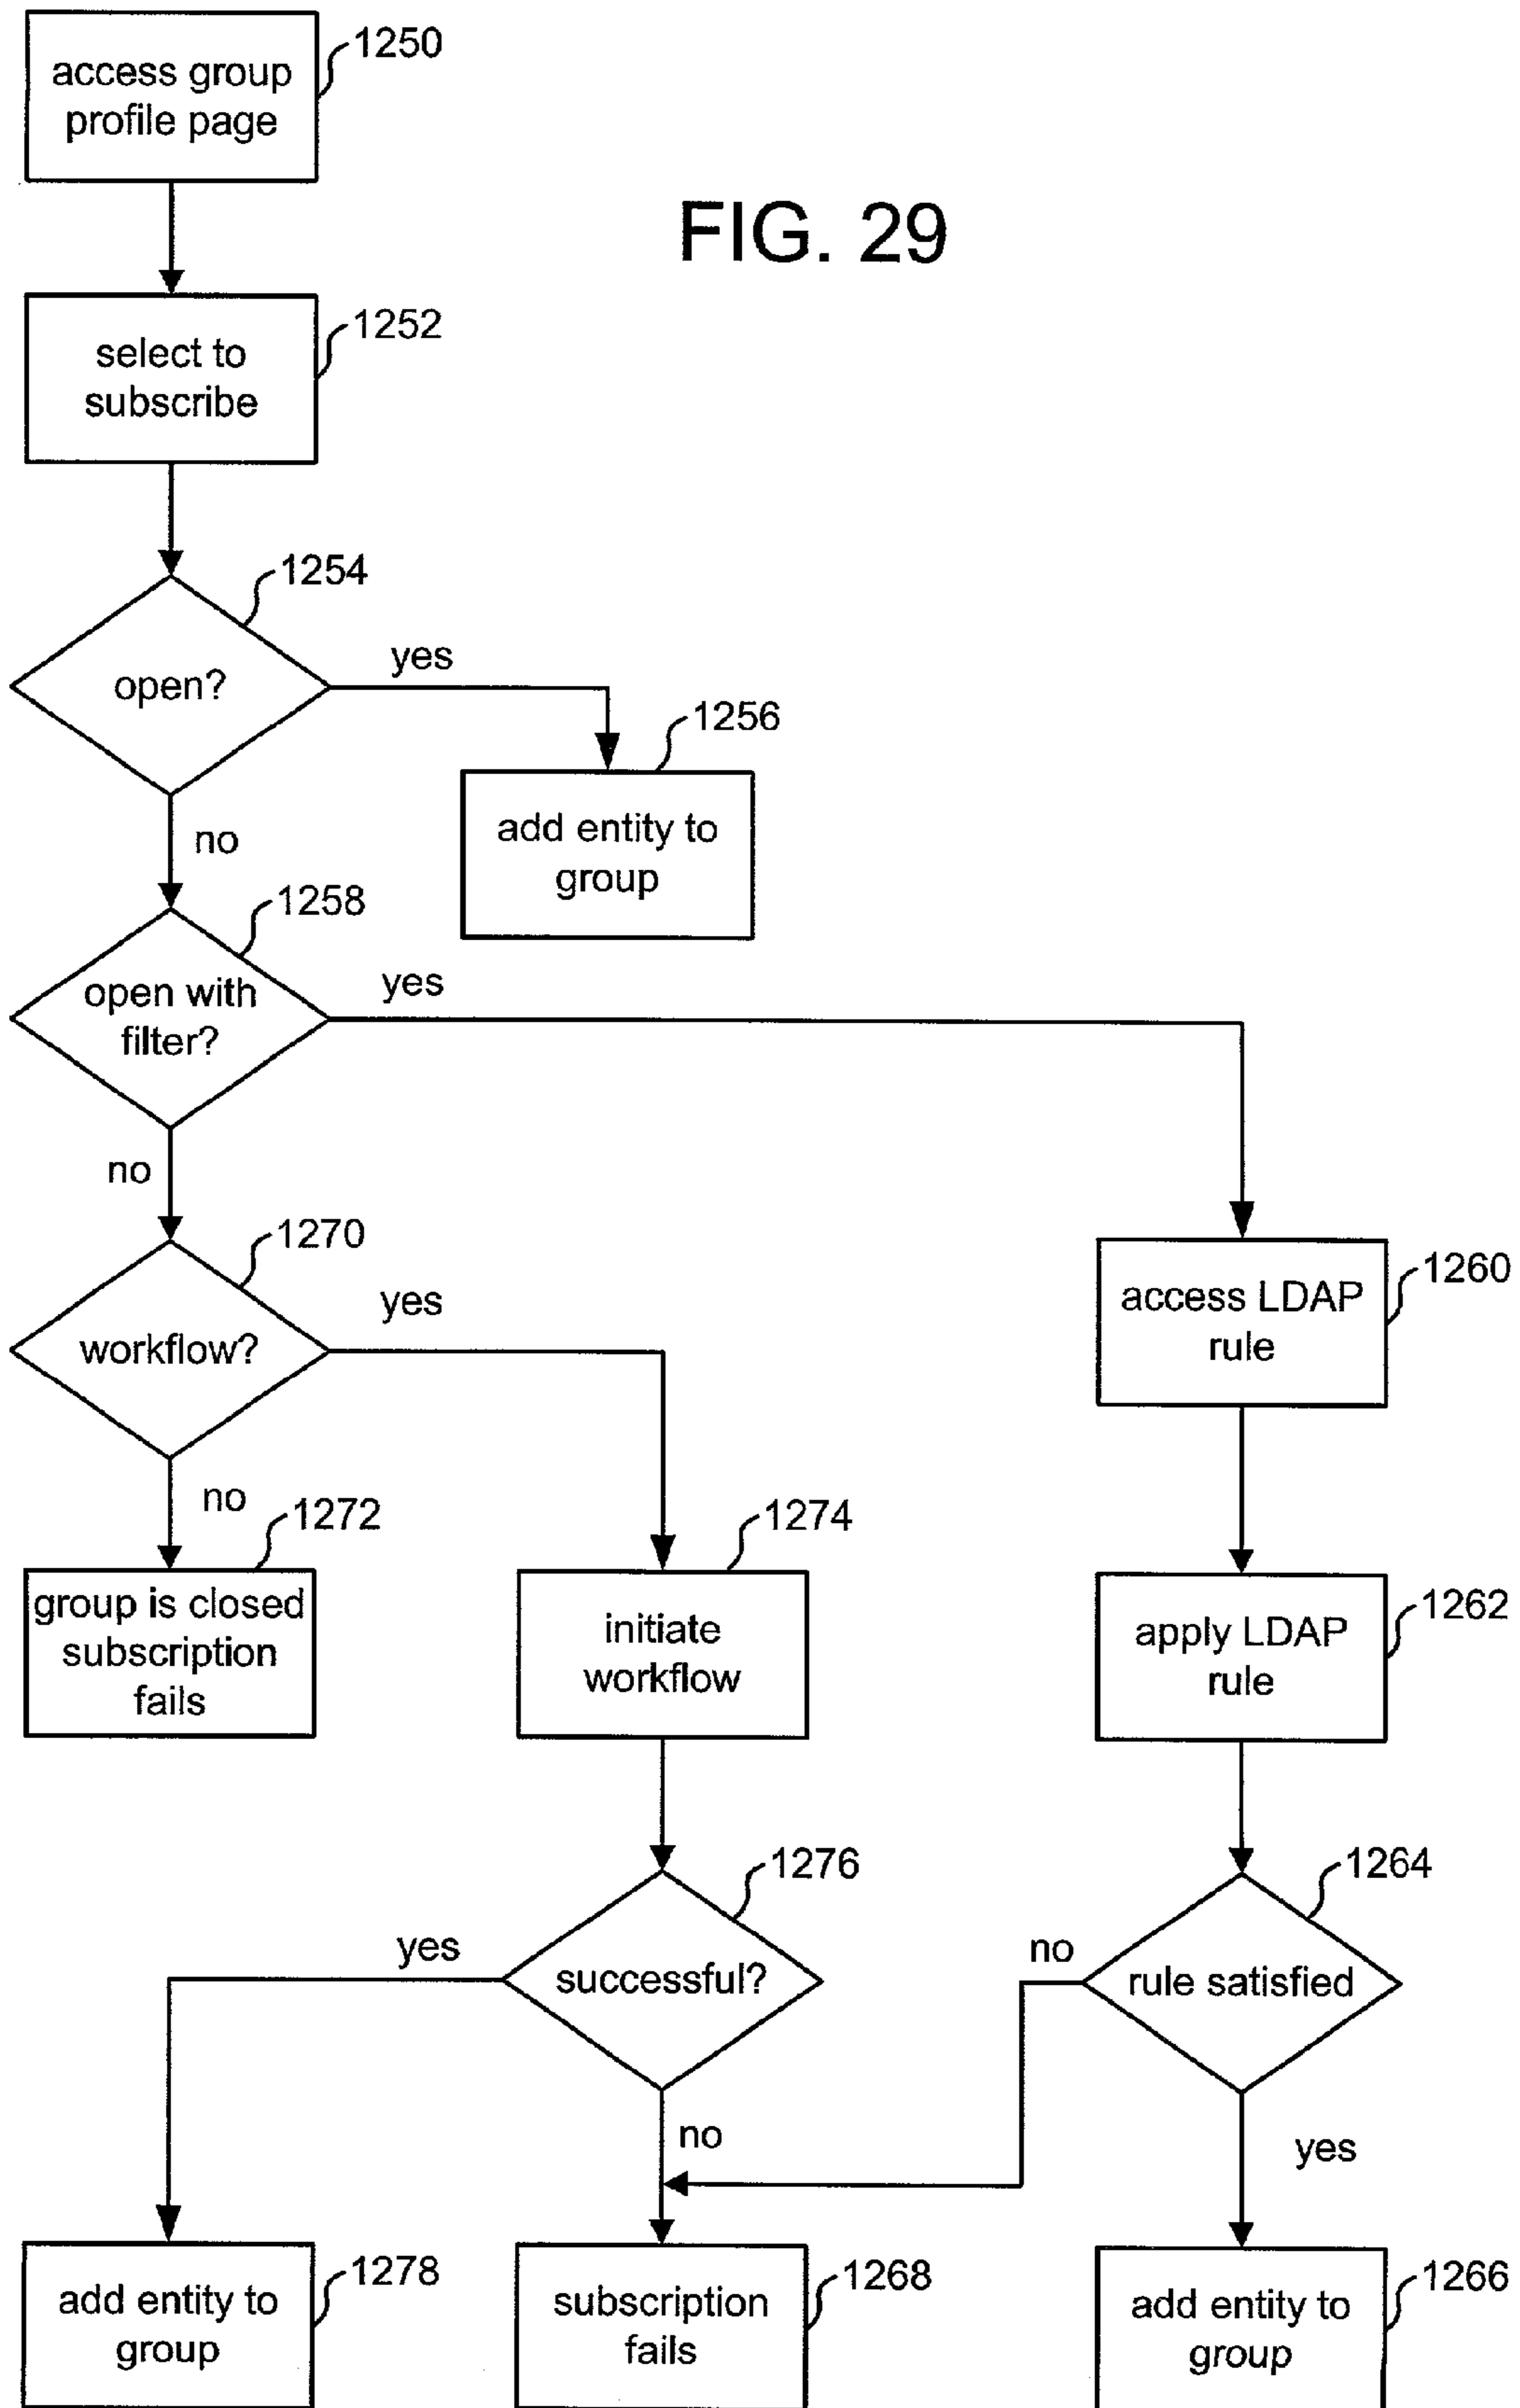 access group
profile page
1250
FIG. 29
select to
subscribe
1252
1254
open?
yes
1256
add entity to
group
no
1258
open with
filter?
yes
no
1270
workflow?
yes
1260
access LDAP
rule
no
1272
group is closed
subscription
fails
1274
initiate
workflow
1262
apply LDAP
rule
1276
successful?
yes
no
1264
rule satisfied
no
yes
1278
add entity to
group
1268
subscription
fails
1266
add entity to
group